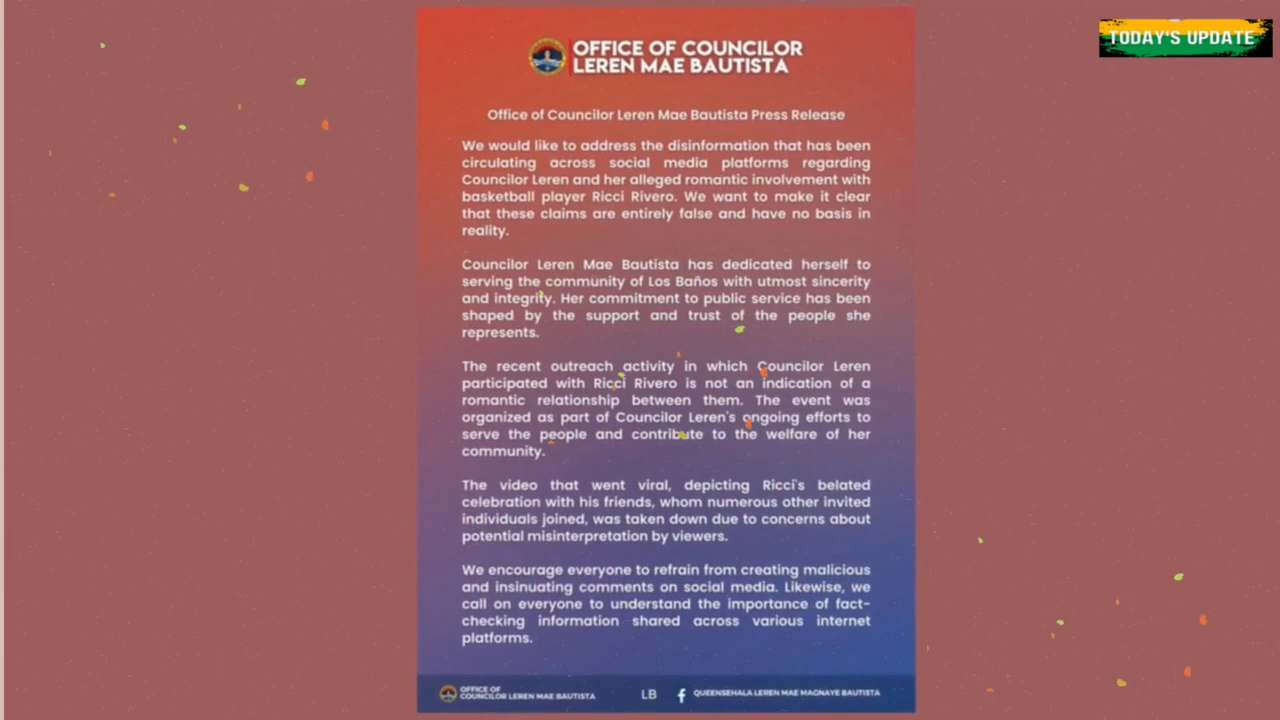 TODAY'S UPDATE
OFFICE OF COUNCILOR
LEREN MAE BAUTISTA
Office of Councilor Leren Mae Bautista Press Release
We would like to address the disinformation that has been
circulating across social media platforms regarding
Councilor Leren and her alleged romantic involvement with
basketball player Ricci Rivero. We want to make it clear
that these claims are entirely false and have no basis in
reality.
Councilor Leren Mae Bautista has dedicated herself to
serving the community of Los Baños with utmost sincerity
and integrity. Her commitment to public service has been
shaped by the support and trust of the people she
represents.
The recent outreach activity in which Councilor Leren
participated with Ricci Rivero is not an indication of a
romantic relationship between them. The event was
organized as part of Councilor Leren's ongoing efforts to
serve the people and contribute to the welfare of her
community.
The video that went viral, depicting Ricci's belated
celebration with his friends, whom numerous other invited
individuals joined, was taken down due to concerns about
potential misinterpretation by viewers.
We encourage everyone to refrain from creating malicious
and insinuating comments on social media. Likewise, we
call on everyone to understand the importance of fact-
checking information shared across various internet
platforms.
OFFICE OF
COUNCILOR LEREN MAE BAUTISTA
LB
QUEENSEHALA LEREN MAE MAGNAYE BAUTISTA